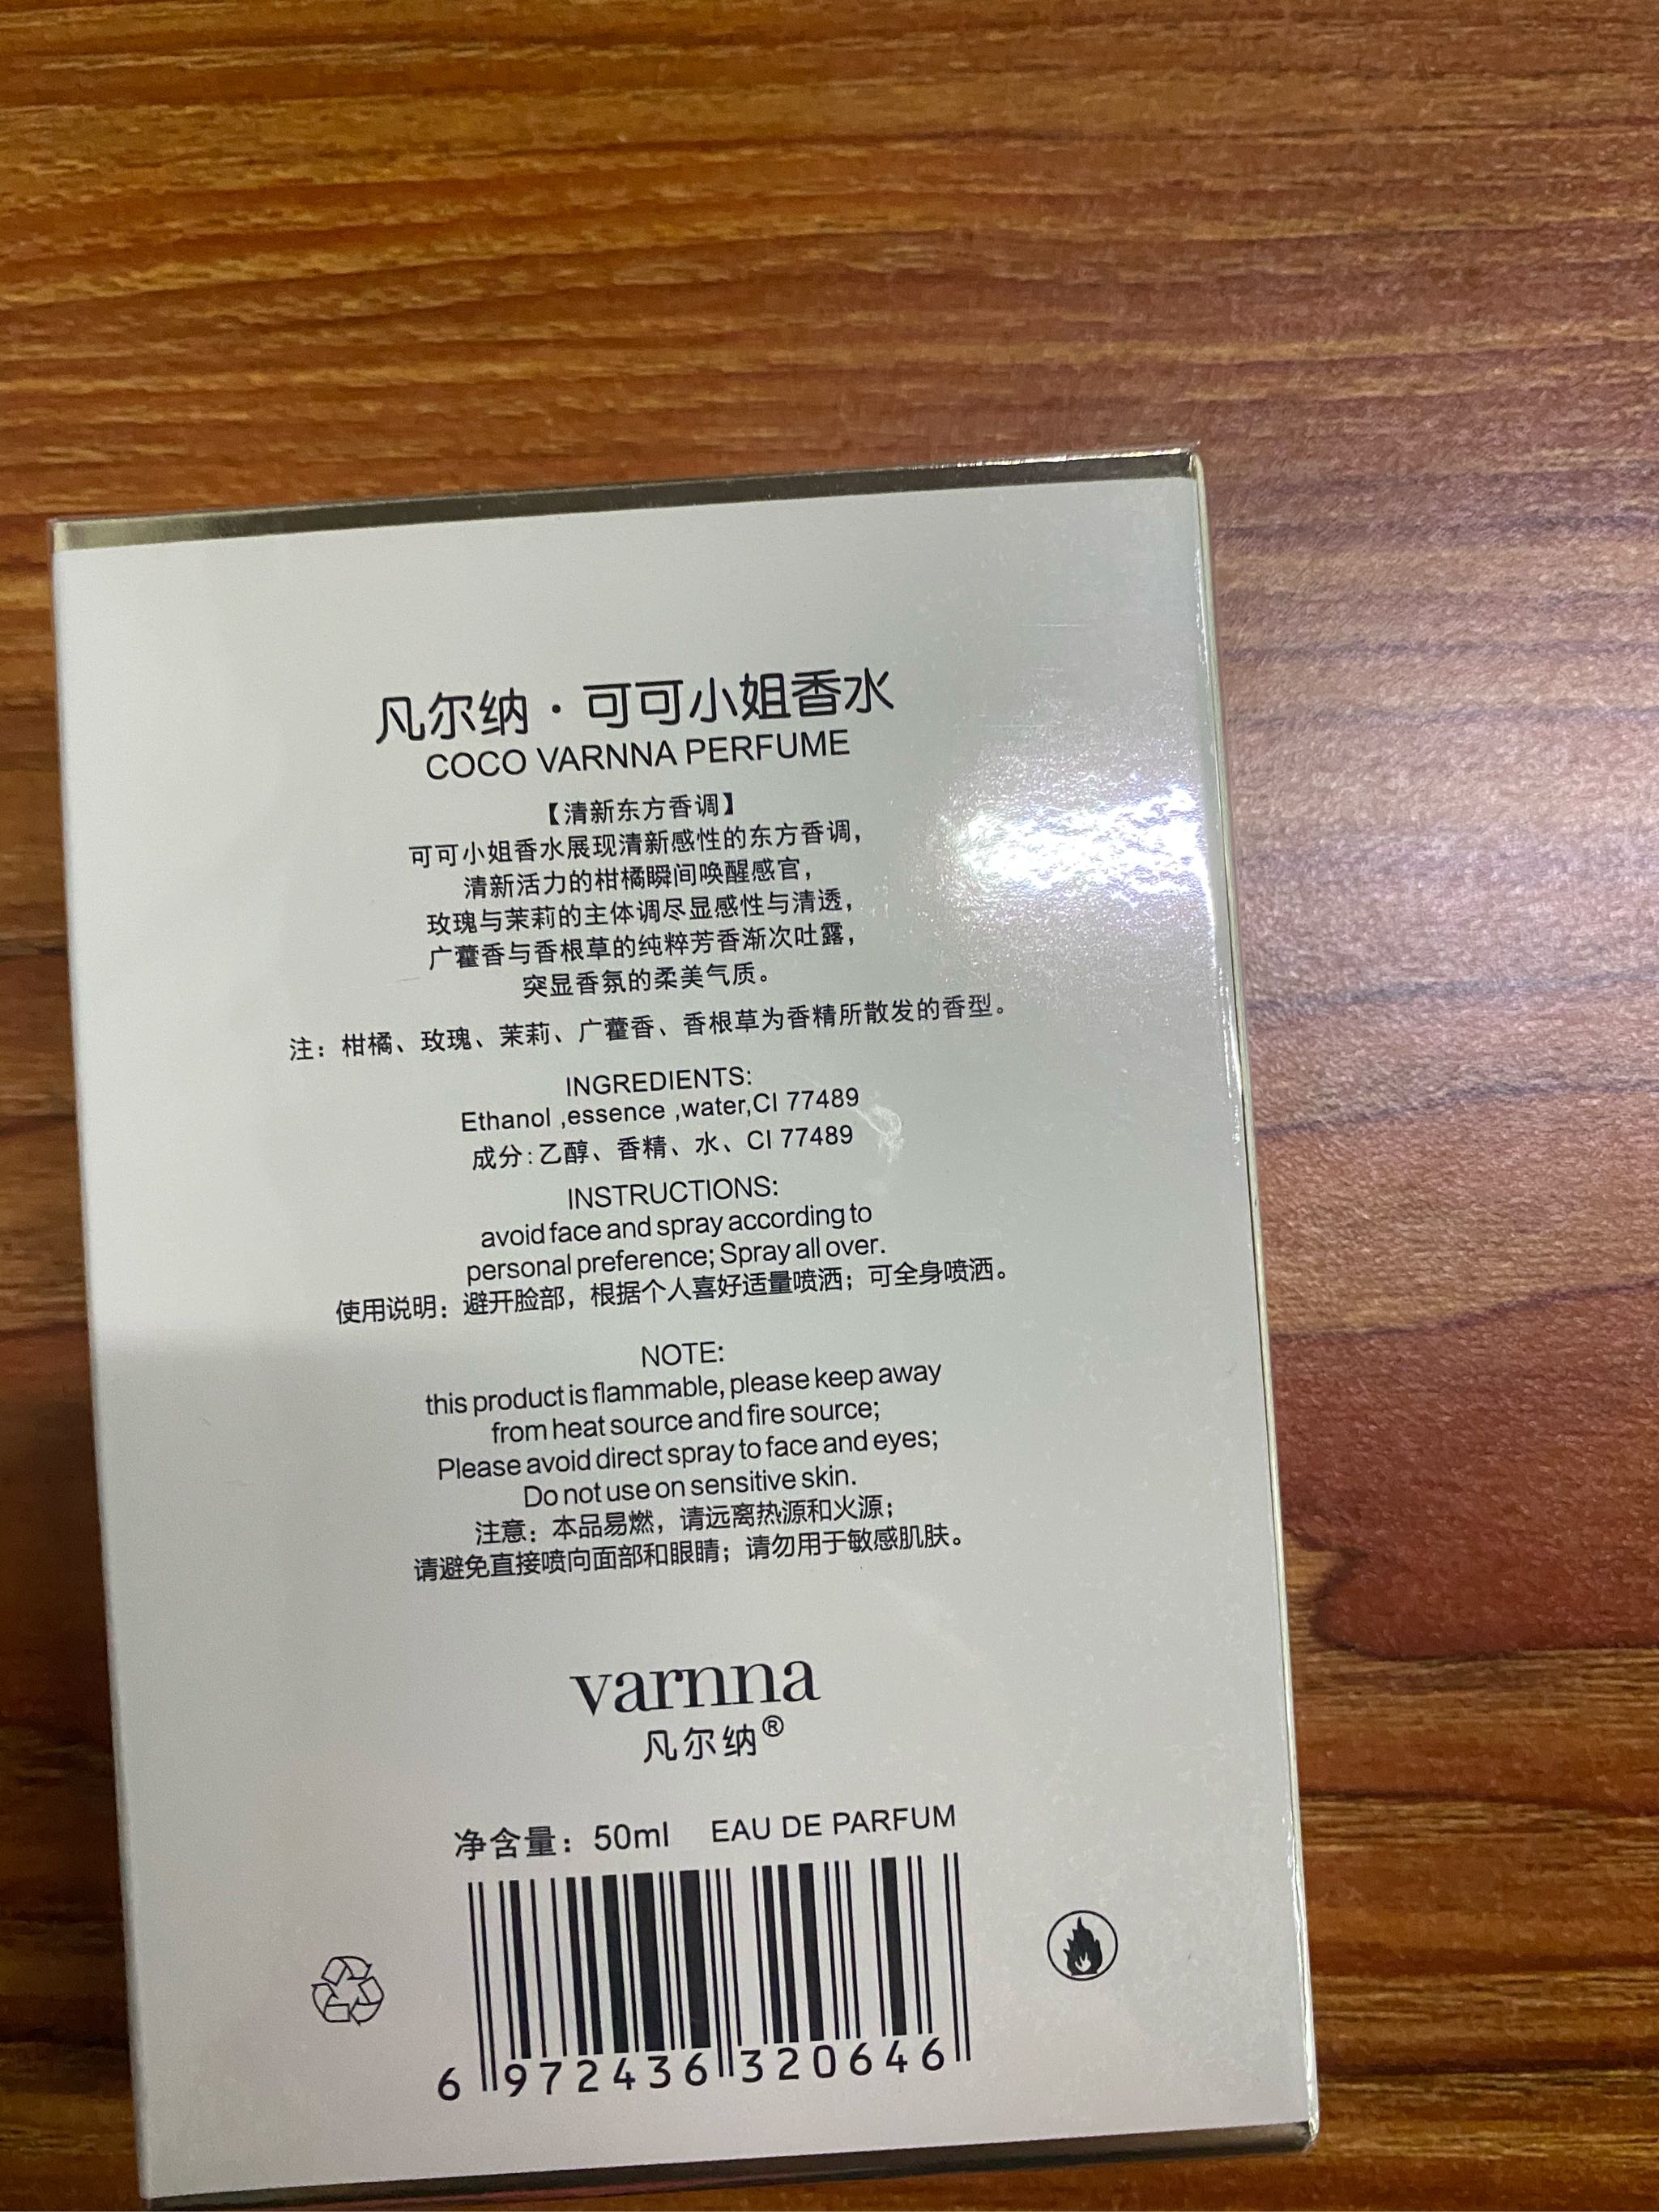 凡尔纳·可可小姐香水
COCO VARNNA PERFUME
【清新东方香调】
可可小姐香水展现清新感性的东方香调，
清新活力的柑橘瞬间唤醒感官，
玫瑰与茉莉的主体调尽显感性与清透，
广藿香与香根草的纯粹芳香渐次吐露，
突显香氛的柔美气质。
注：柑橘、玫瑰、茉莉、广藿香、香根草为香精所散发的香型。
INGREDIENTS:
Ethanol ,essence ,water,CI 77489
成分:乙醇、香精、水、CI 77489
INSTRUCTIONS:
avoid face and spray according to
personal preference; Spray all over.
使用说明：避开脸部，根据个人喜好适量喷洒；可全身喷洒。
NOTE:
this product is flammable, please keep away
from heat source and fire source;
Please avoid direct spray to face and eyes;
Do not use on sensitive skin.
注意：本品易燃，请远离热源和火源；
请避免直接喷向面部和眼睛；请勿用于敏感肌肤。
varnna
凡尔纳®
净含量：50ml EAU DE PARFUM
6 972436 320646